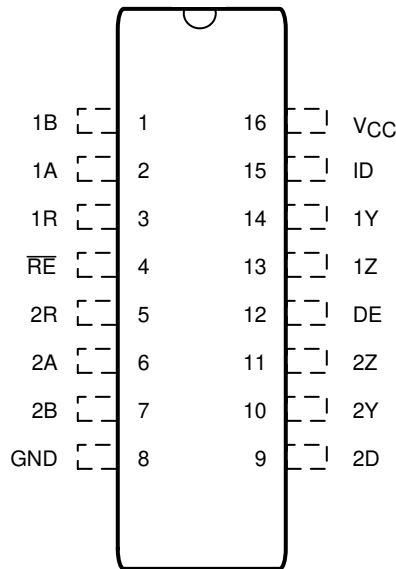 1B 1 16 VCC
1A 2 15 ID
1R 3 14 1Y
R̅E̅ 4 13 1Z
2R 5 12 DE
2A 6 11 2Z
2B 7 10 2Y
GND 8 9 2D